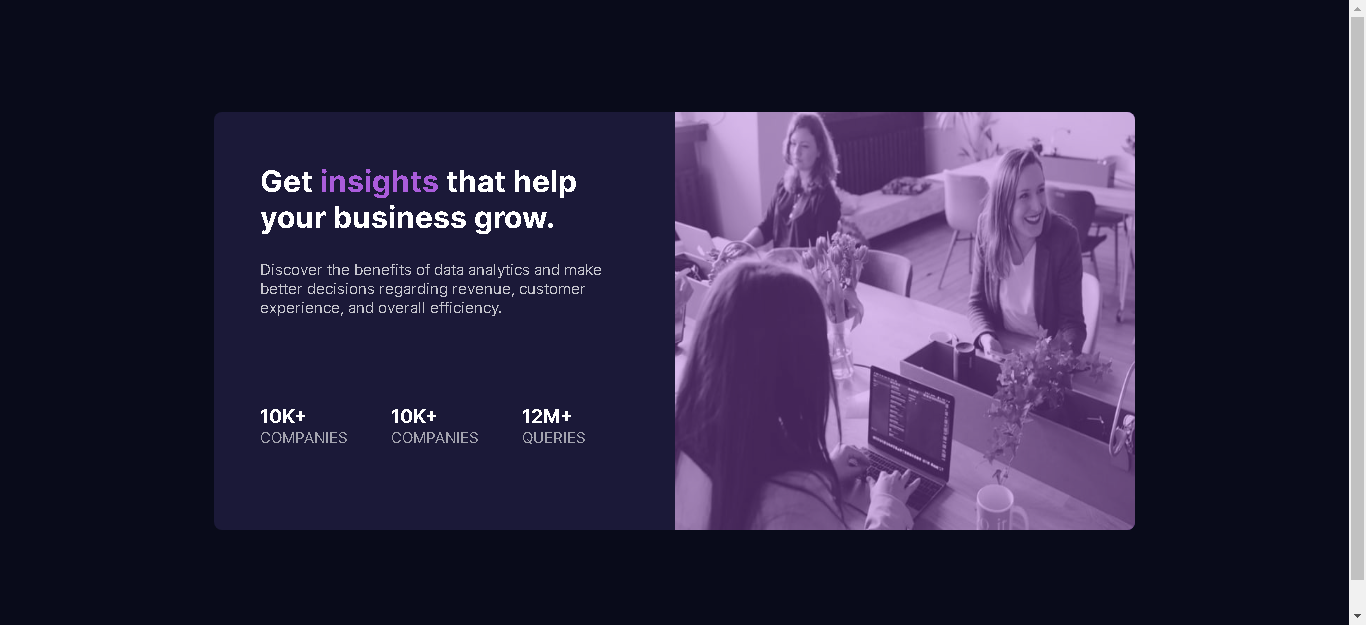 Get insights that help
your business grow.
Discover the benefits of data analytics and make
better decisions regarding revenue, customer
experience, and overall efficiency.
10K+ 10K+ 12M+
COMPANIES COMPANIES QUERIES